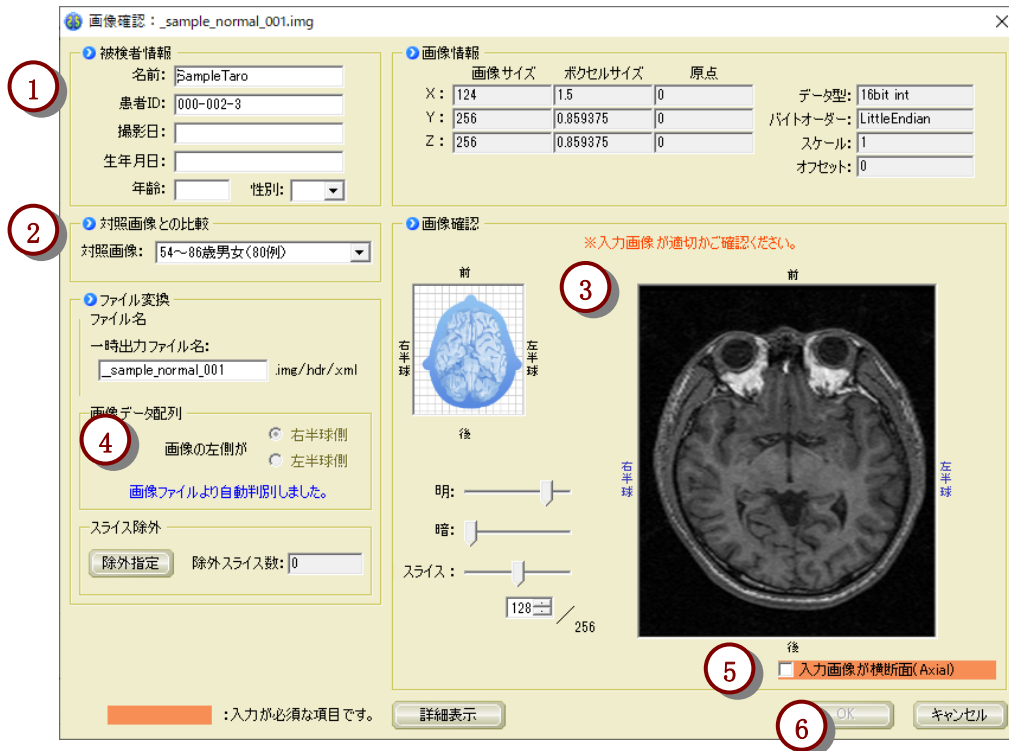 画像確認：_sample_normal_001.img
1
被検者情報
名前: SampleTaro
患者ID: 000-002-3
撮影日:
生年月日:
年齢: 性別:
画像情報
画像サイズ ボクセルサイズ 原点
X: 124 1.5 0
Y: 256 0.859375 0
Z: 256 0.859375 0
データ型: 16bit int
バイトオーダー: LittleEndian
スケール: 1
オフセット: 0
2
対照画像との比較
対照画像: 54～86歳男女(80例)
ファイル変換
ファイル名
一時出力ファイル名:
_sample_normal_001 .img/hdr/xml
画像データ配列
4
画像の左側が
右半球側
左半球側
画像ファイルより自動判別しました。
スライス除外
除外指定 除外スライス数: 0
画像確認
※入力画像が適切かご確認ください。
3
前
右半球
左半球
後
明:
暗:
スライス:
128 / 256
前
右半球
左半球
後
5
入力画像が横断面(Axial)
:入力が必須な項目です。
詳細表示
6
OK
キャンセル